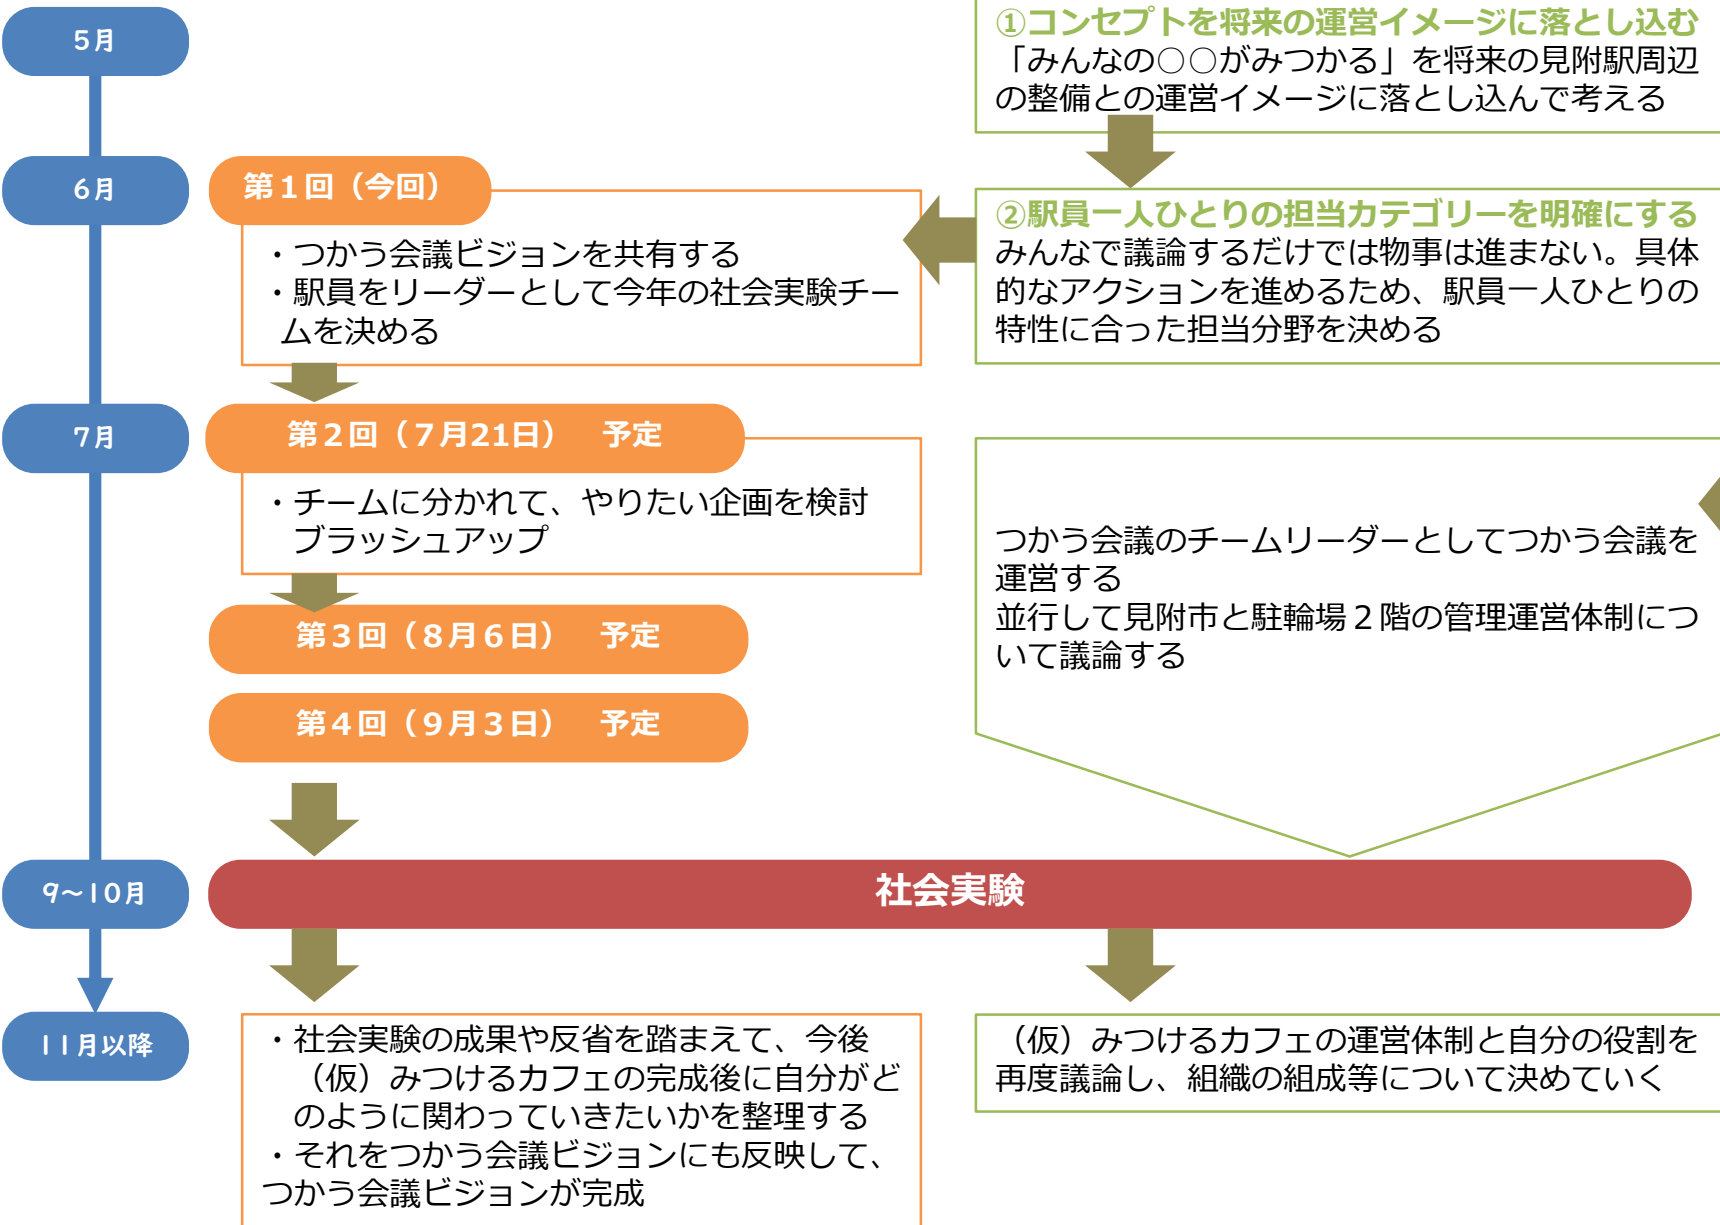 5月
①コンセプトを将来の運営イメージに落とし込む
「みんなの○○がみつかる」を将来の見附駅周辺
の整備との運営イメージに落とし込んで考える
6月
第１回（今回）
・つかう会議ビジョンを共有する
・駅員をリーダーとして今年の社会実験チー
ムを決める
②駅員一人ひとりの担当カテゴリーを明確にする
みんなで議論するだけでは物事は進まない。具体
的なアクションを進めるため、駅員一人ひとりの
特性に合った担当分野を決める
7月
第２回（７月21日）　予定
・チームに分かれて、やりたい企画を検討
ブラッシュアップ
第３回（８月６日）　予定
第４回（９月３日）　予定
つかう会議のチームリーダーとしてつかう会議を
運営する
並行して見附市と駐輪場２階の管理運営体制につ
いて議論する
9～10月
社会実験
11月以降
・社会実験の成果や反省を踏まえて、今後
（仮）みつけるカフェの完成後に自分がど
のように関わっていきたいかを整理する
・それをつかう会議ビジョンにも反映して、
つかう会議ビジョンが完成
（仮）みつけるカフェの運営体制と自分の役割を
再度議論し、組織の組成等について決めていく